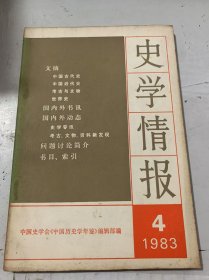 史学情报
文摘
中国古代史
中国近代史
考古与文物
世界史
国内外书讯
国内外动态
史学会讯
考古、文物、资料新发现
问题讨论简介
书目、索引
4
1983
中国史学会《中国历史学年鉴》编辑部编